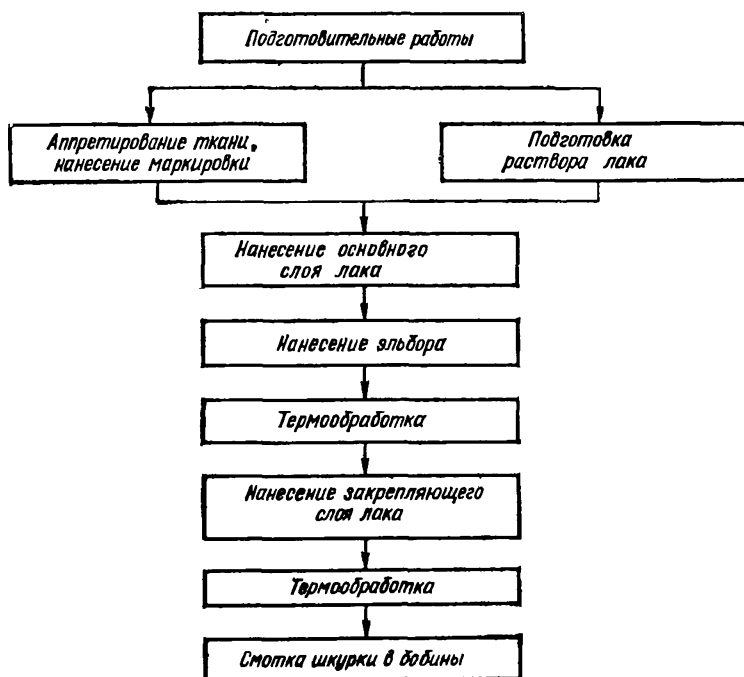 Подготовительные работы
Аппретирование ткани,
нанесение маркировки
Подготовка
раствора лака
Нанесение основного
слоя лака
Нанесение эльбора
Термообработка
Нанесение закрепляющего
слоя лака
Термообработка
Смотка шкурки в бобины